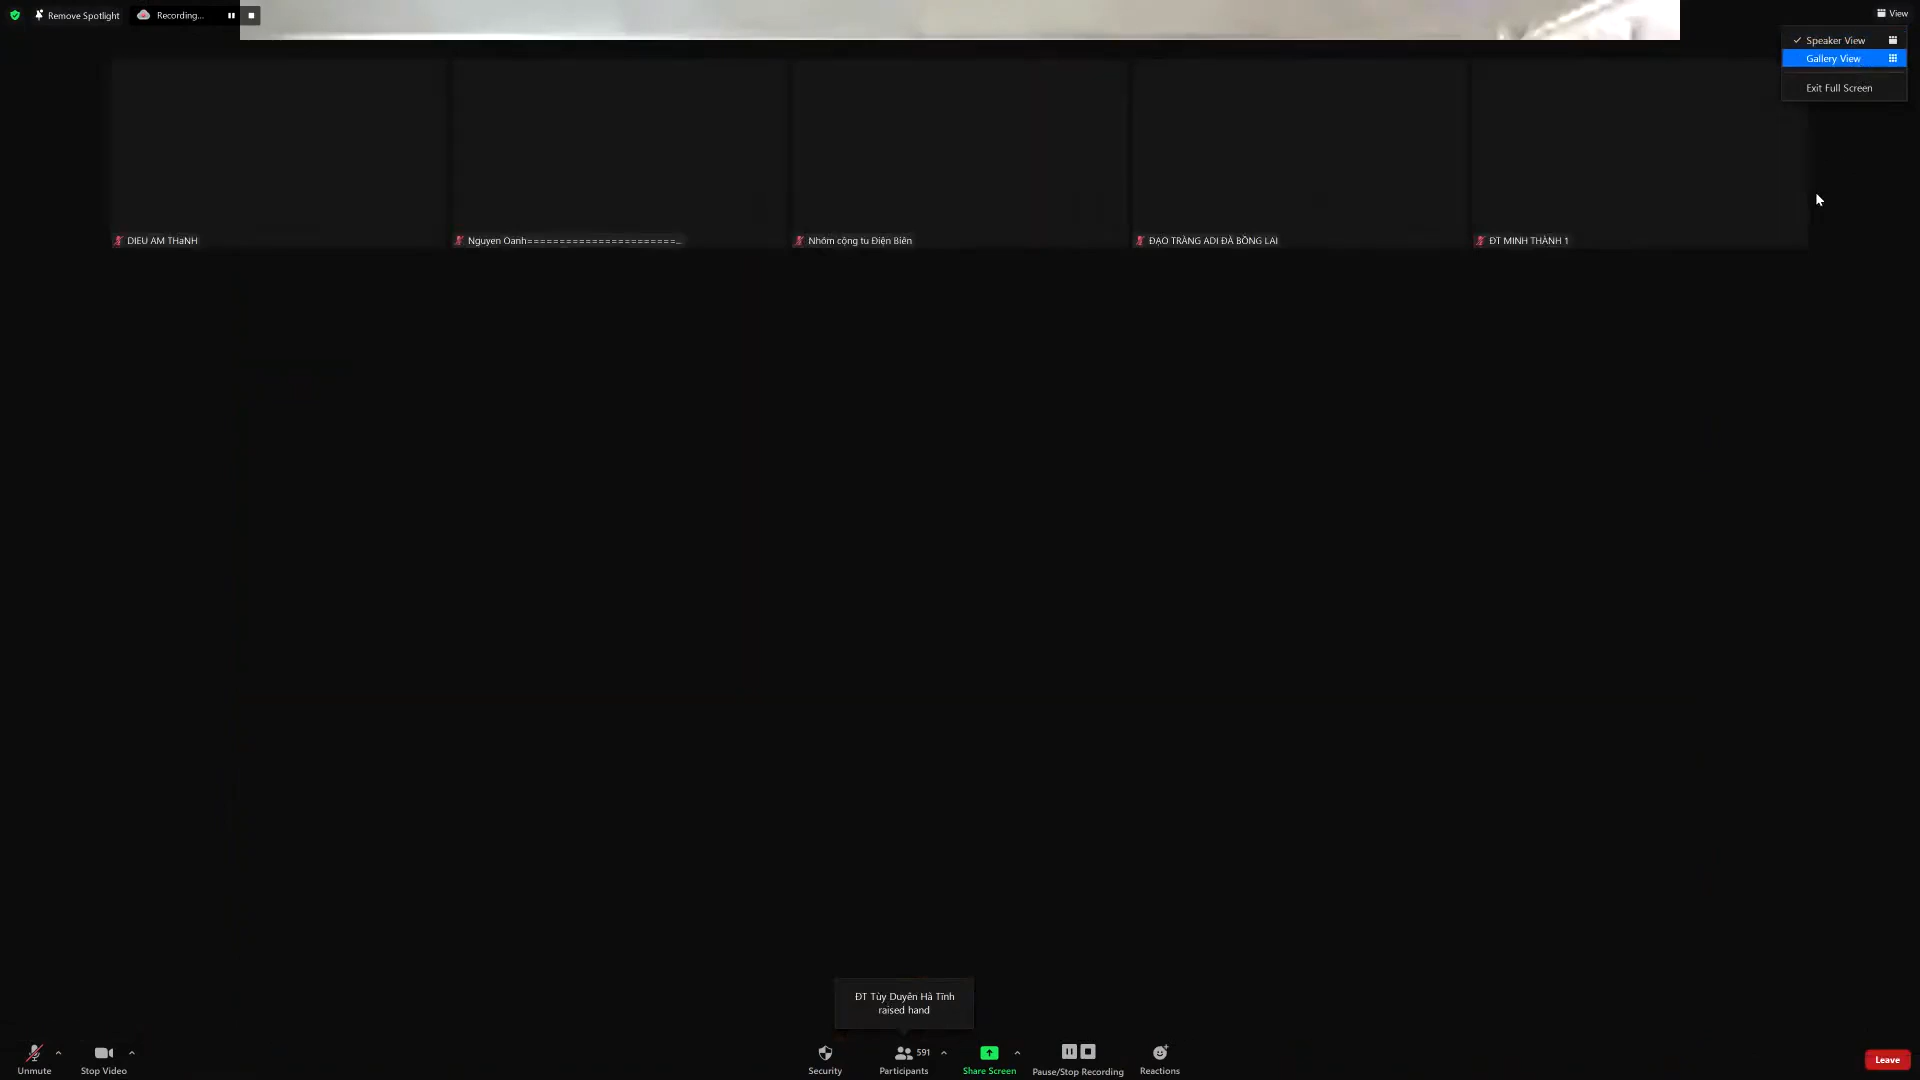 Remove Spotlight
Recording...
View
Speaker View
Gallery View
Exit Full Screen
DIEU AM THaNH
Nguyen Oanh=======================...
Nhóm cộng tu Điện Biên
ĐẠO TRÀNG ADI ĐÀ BỒNG LAI
ĐT MINH THÀNH 1
ĐT Tùy Duyên Hà Tĩnh
raised hand
Unmute
Stop Video
Security
591
Participants
Share Screen
Pause/Stop Recording
Reactions
Leave